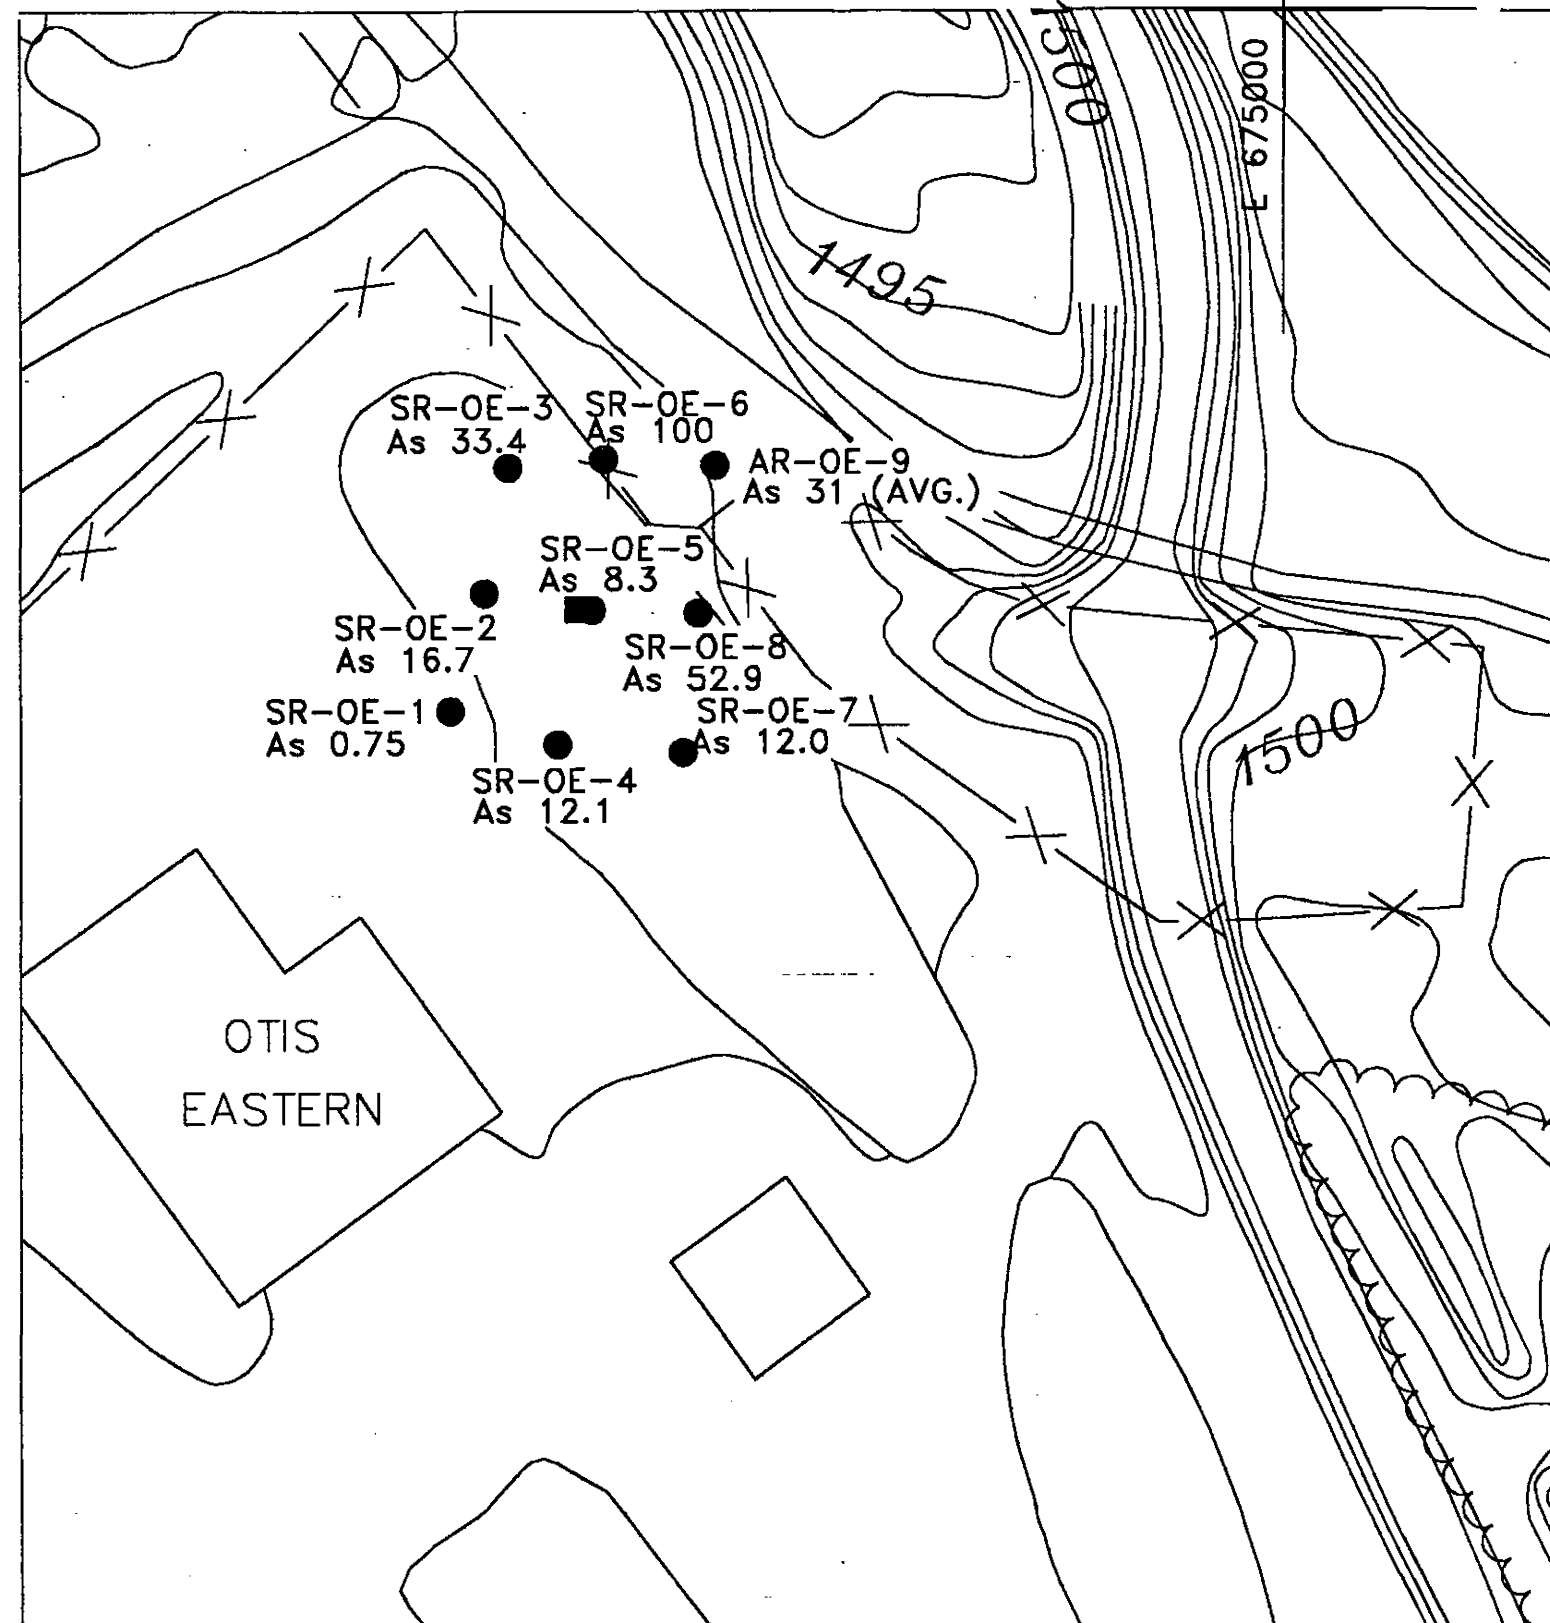 1500
E 675000
1495
SR-OE-3
As 33.4
SR-OE-6
As 100
AR-OE-9
As 31 (AVG.)
SR-OE-5
As 8.3
SR-OE-2
As 16.7
SR-OE-8
As 52.9
SR-OE-1
As 0.75
SR-OE-7
As 12.0
1500
SR-OE-4
As 12.1
OTIS
EASTERN